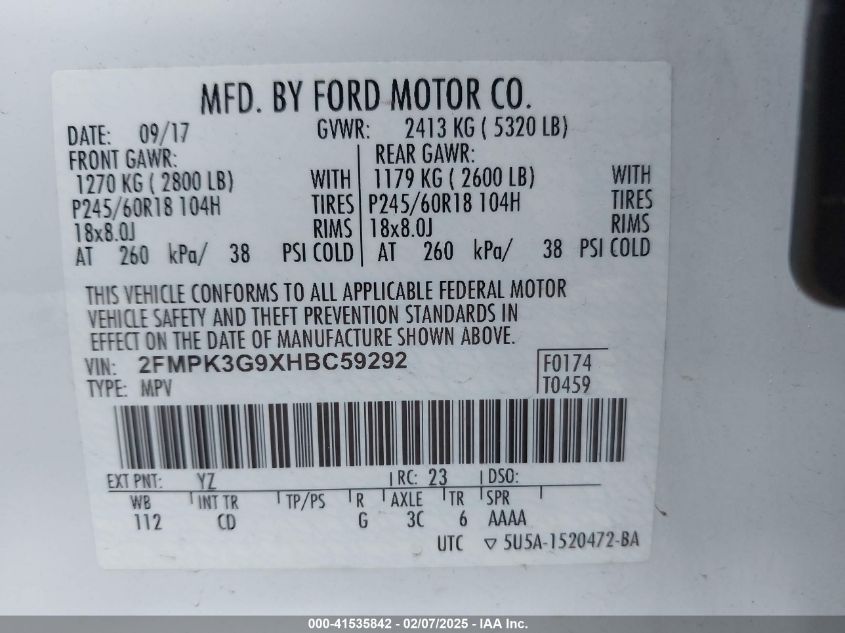 MFD. BY FORD MOTOR CO.
DATE: 09/17 GVWR: 2413 KG ( 5320 LB)
FRONT GAWR: REAR GAWR:
1270 KG ( 2800 LB) WITH 1179 KG ( 2600 LB) WITH
P245/60R18 104H TIRES P245/60R18 104H TIRES
18x8.0J RIMS 18x8.0J RIMS
AT 260 kPa/ 38 PSI COLD AT 260 kPa/ 38 PSI COLD
THIS VEHICLE CONFORMS TO ALL APPLICABLE FEDERAL MOTOR
VEHICLE SAFETY AND THEFT PREVENTION STANDARDS IN
EFFECT ON THE DATE OF MANUFACTURE SHOWN ABOVE.
VIN: 2FMPK3G9XHBC59292 F0174
TYPE: MPV T0459
EXT PNT: YZ RC: 23 DSO:
WB INT TR TP/PS R AXLE TR SPR
112 CD G 3C 6 AAAA
UTC ▽ 5U5A-1520472-BA
000-41535842 - 02/07/2025 - IAA Inc.